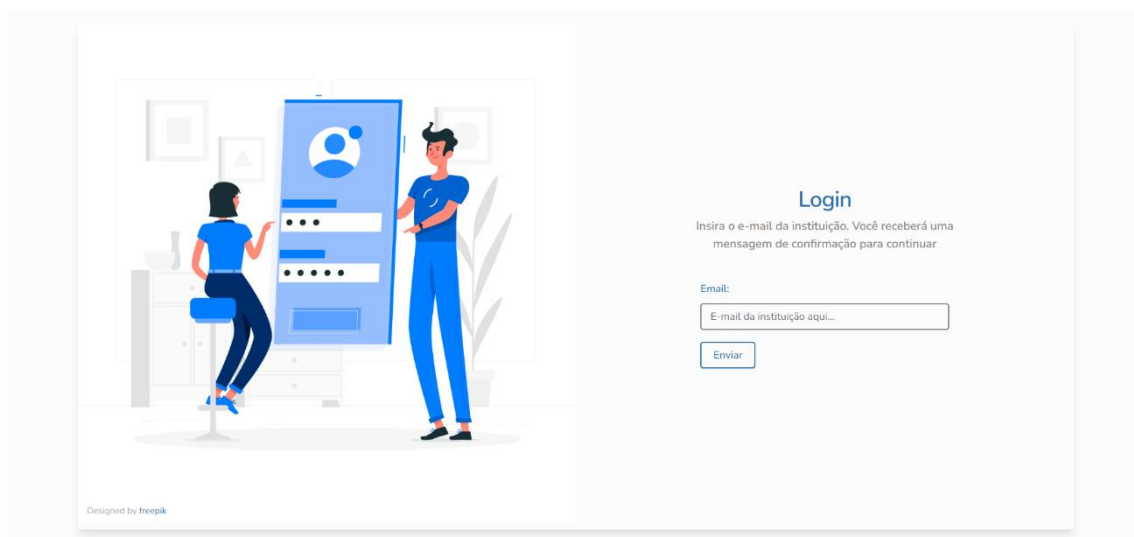 Login
Insira o e-mail da instituição. Você receberá uma
mensagem de confirmação para continuar
Email:
E-mail da instituição aqui...
Enviar
Designed by freepik